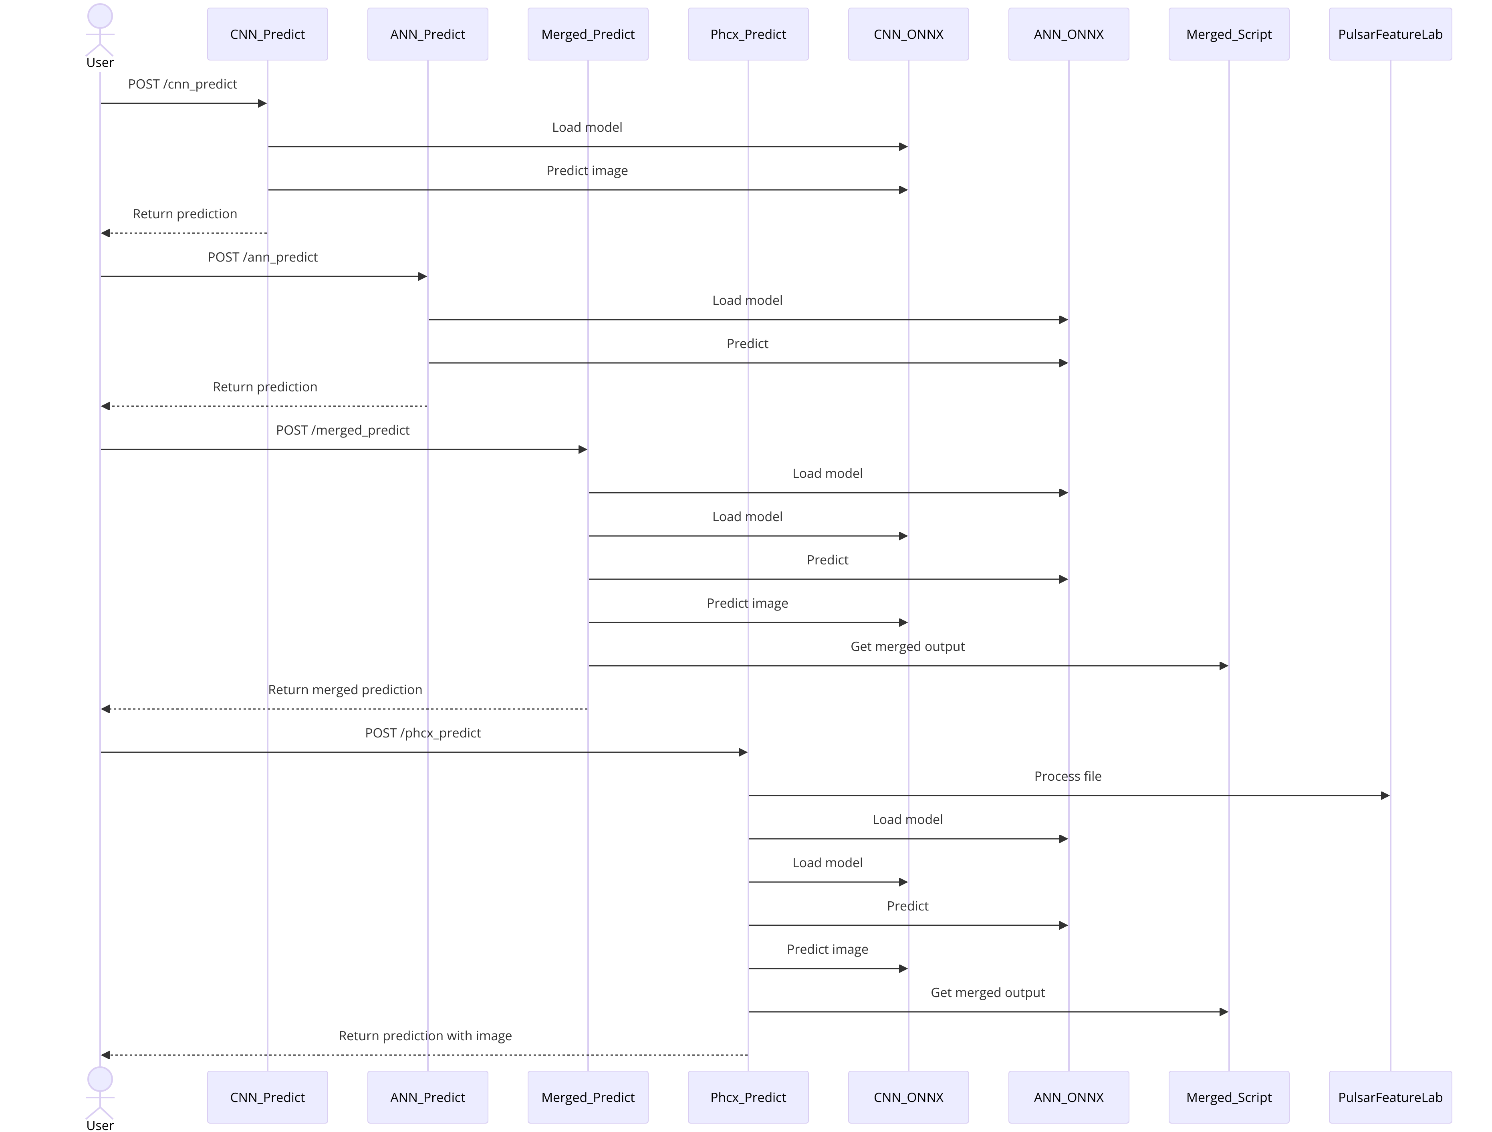 User
CNN_Predict
ANN_Predict
Merged_Predict
Phcx_Predict
CNN_ONNX
ANN_ONNX
Merged_Script
PulsarFeatureLab
POST /cnn_predict
Load model
Predict image
Return prediction
POST /ann_predict
Load model
Predict
Return prediction
POST /merged_predict
Load model
Load model
Predict
Predict image
Get merged output
Return merged prediction
POST /phcx_predict
Process file
Load model
Load model
Predict
Predict image
Get merged output
Return prediction with image
User
CNN_Predict
ANN_Predict
Merged_Predict
Phcx_Predict
CNN_ONNX
ANN_ONNX
Merged_Script
PulsarFeatureLab